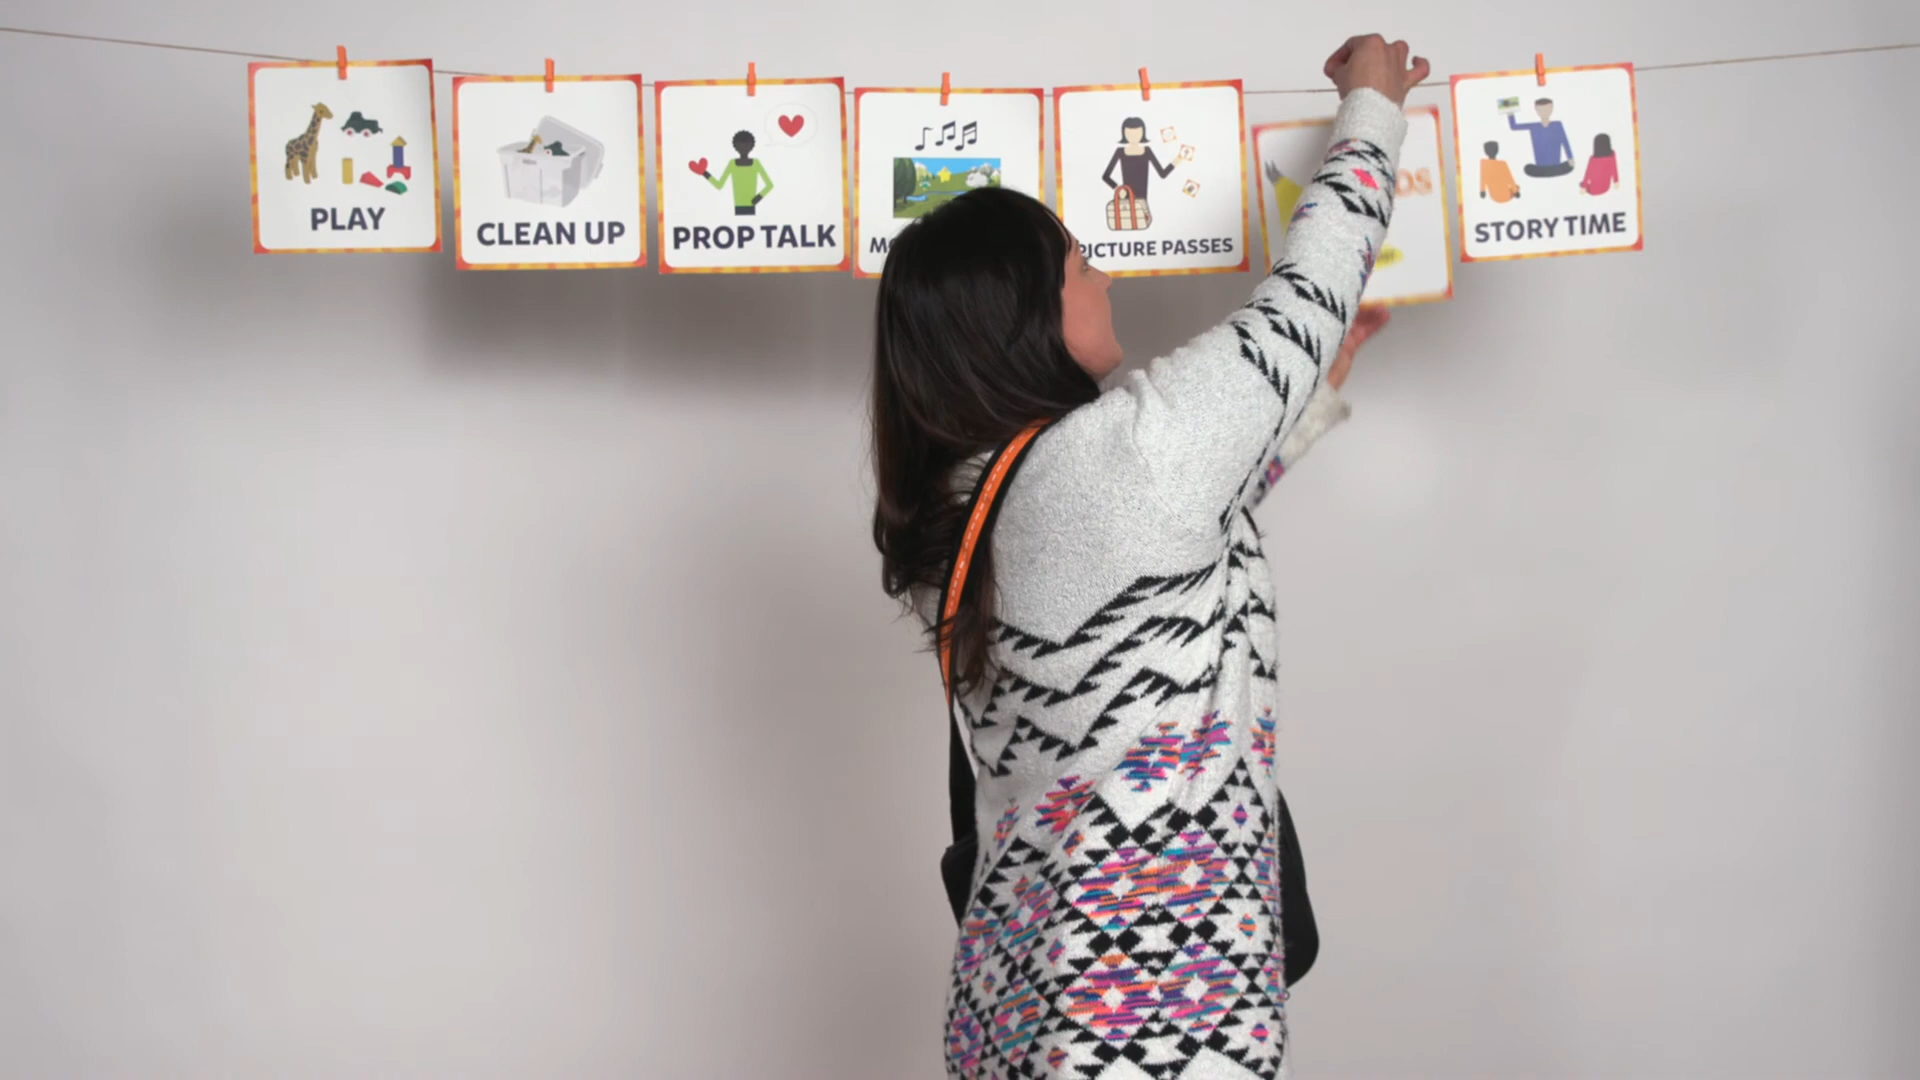 PLAY
CLEAN UP
PROP TALK
PICTURE PASSES
STORY TIME